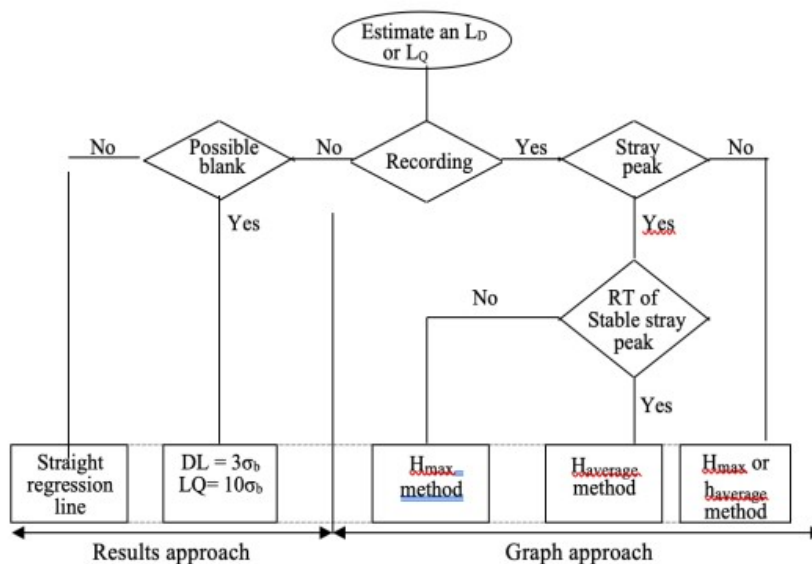 Estimate an LD
or LQ
No
Possible
blank
No
Recording
Yes
Stray
peak
No
Yes
Yes
No
RT of
Stable stray
peak
Yes
Straight
regression
line
DL = 3σb
LQ= 10σb
Hmax
method
Haverage
method
Hmax or
haverage
method
Results approach
Graph approach